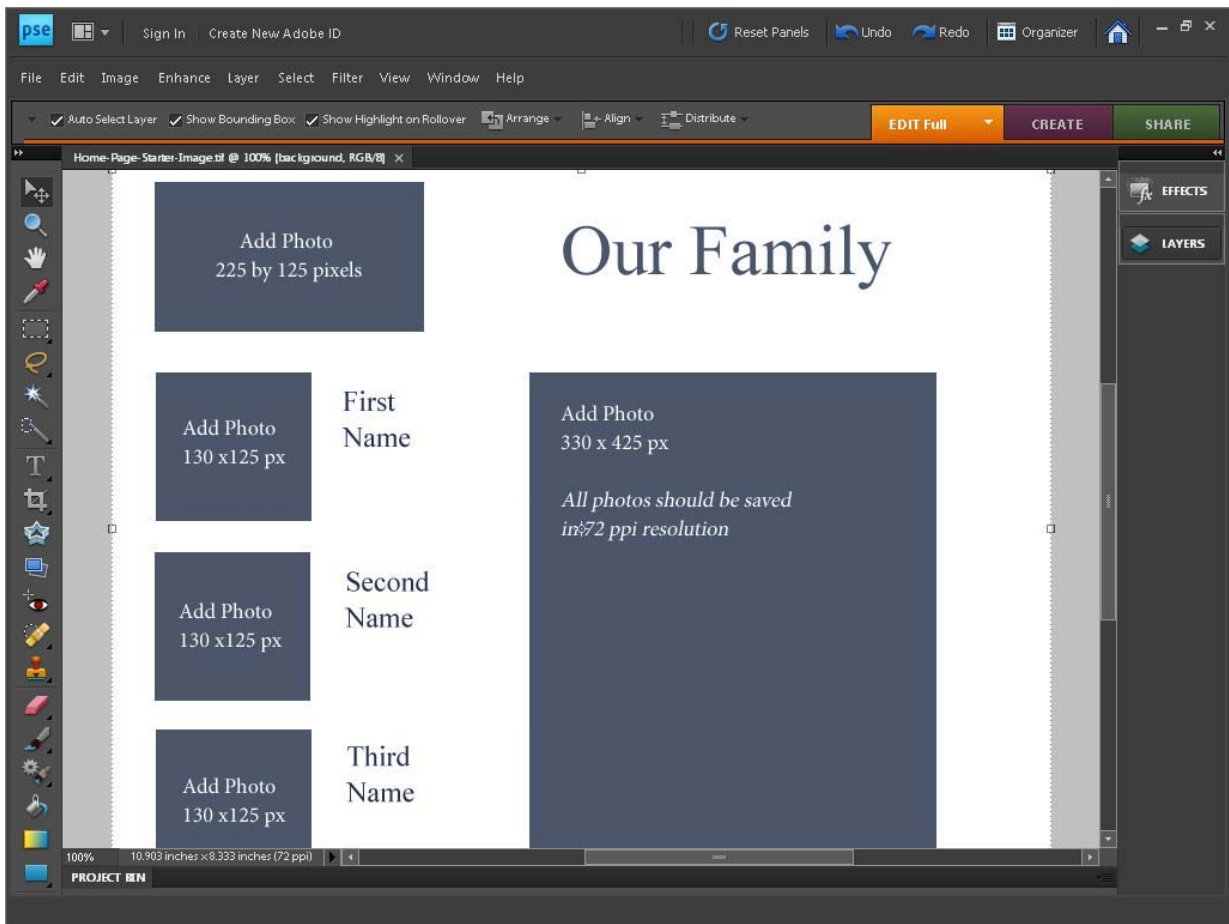 pse Sign In Create New Adobe ID Reset Panels Undo Redo Organizer
File Edit Image Enhance Layer Select Filter View Window Help
Auto Select Layer Show Bounding Box Show Highlight on Rollover Arrange Align Distribute EDIT Full CREATE SHARE
Home-Page-Starter-Image.tif @ 100% (background, RGB/8)
EFFECTS
LAYERS
Add Photo
225 by 125 pixels
Our Family
Add Photo
130 x125 px
First
Name
Add Photo
330 x 425 px
All photos should be saved
in 72 ppi resolution
Add Photo
130 x125 px
Second
Name
Add Photo
130 x125 px
Third
Name
100% 10.903 inches x 8.333 inches (72 ppi)
PROJECT BIN